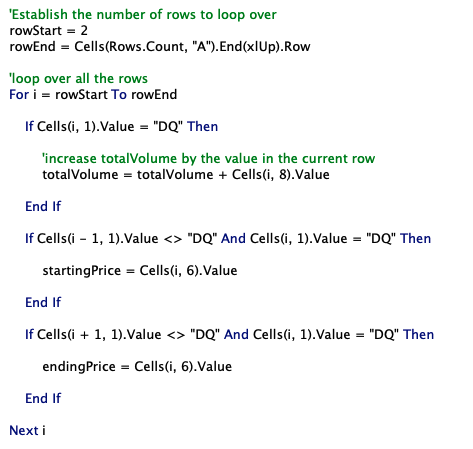 'Establish the number of rows to loop over
rowStart = 2
rowEnd = Cells(Rows.Count, "A").End(xlUp).Row
'loop over all the rows
For i = rowStart To rowEnd
If Cells(i, 1).Value = "DQ" Then
'increase totalVolume by the value in the current row
totalVolume = totalVolume + Cells(i, 8).Value
End If
If Cells(i - 1, 1).Value <> "DQ" And Cells(i, 1).Value = "DQ" Then
startingPrice = Cells(i, 6).Value
End If
If Cells(i + 1, 1).Value <> "DQ" And Cells(i, 1).Value = "DQ" Then
endingPrice = Cells(i, 6).Value
End If
Next i